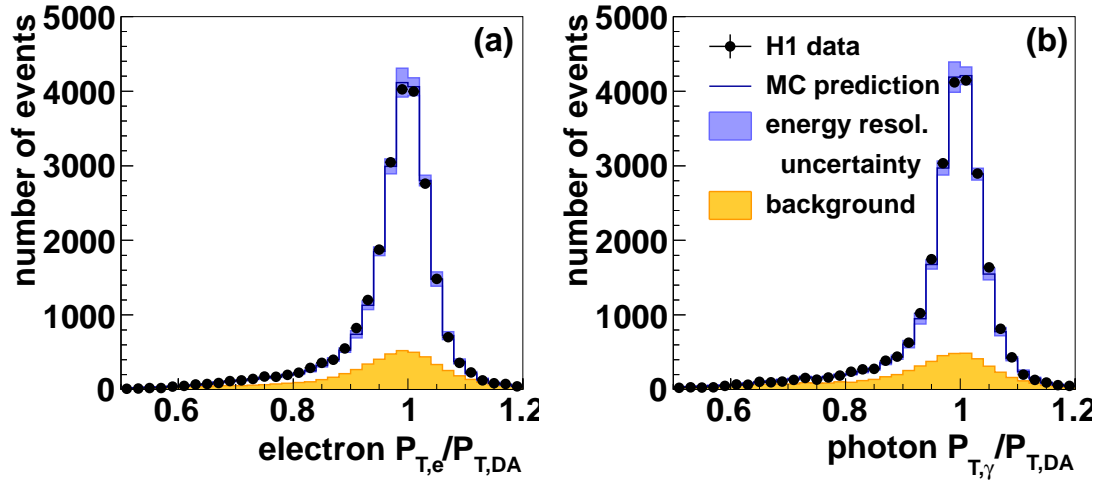 number of events
5000
4000
3000
2000
1000
0
(a)
0.6 0.8 1 1.2
electron P_T,e/P_T,DA
number of events
5000
4000
3000
2000
1000
0
(b)
H1 data
MC prediction
energy resol.
uncertainty
background
0.6 0.8 1 1.2
photon P_T,γ/P_T,DA